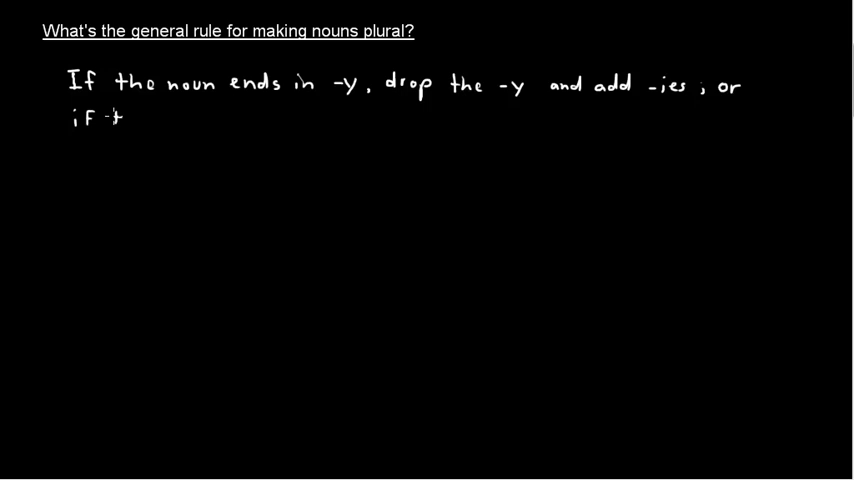 What's the general rule for making nouns plural?
If the noun ends in -y, drop the -y and add -ies; or
if t